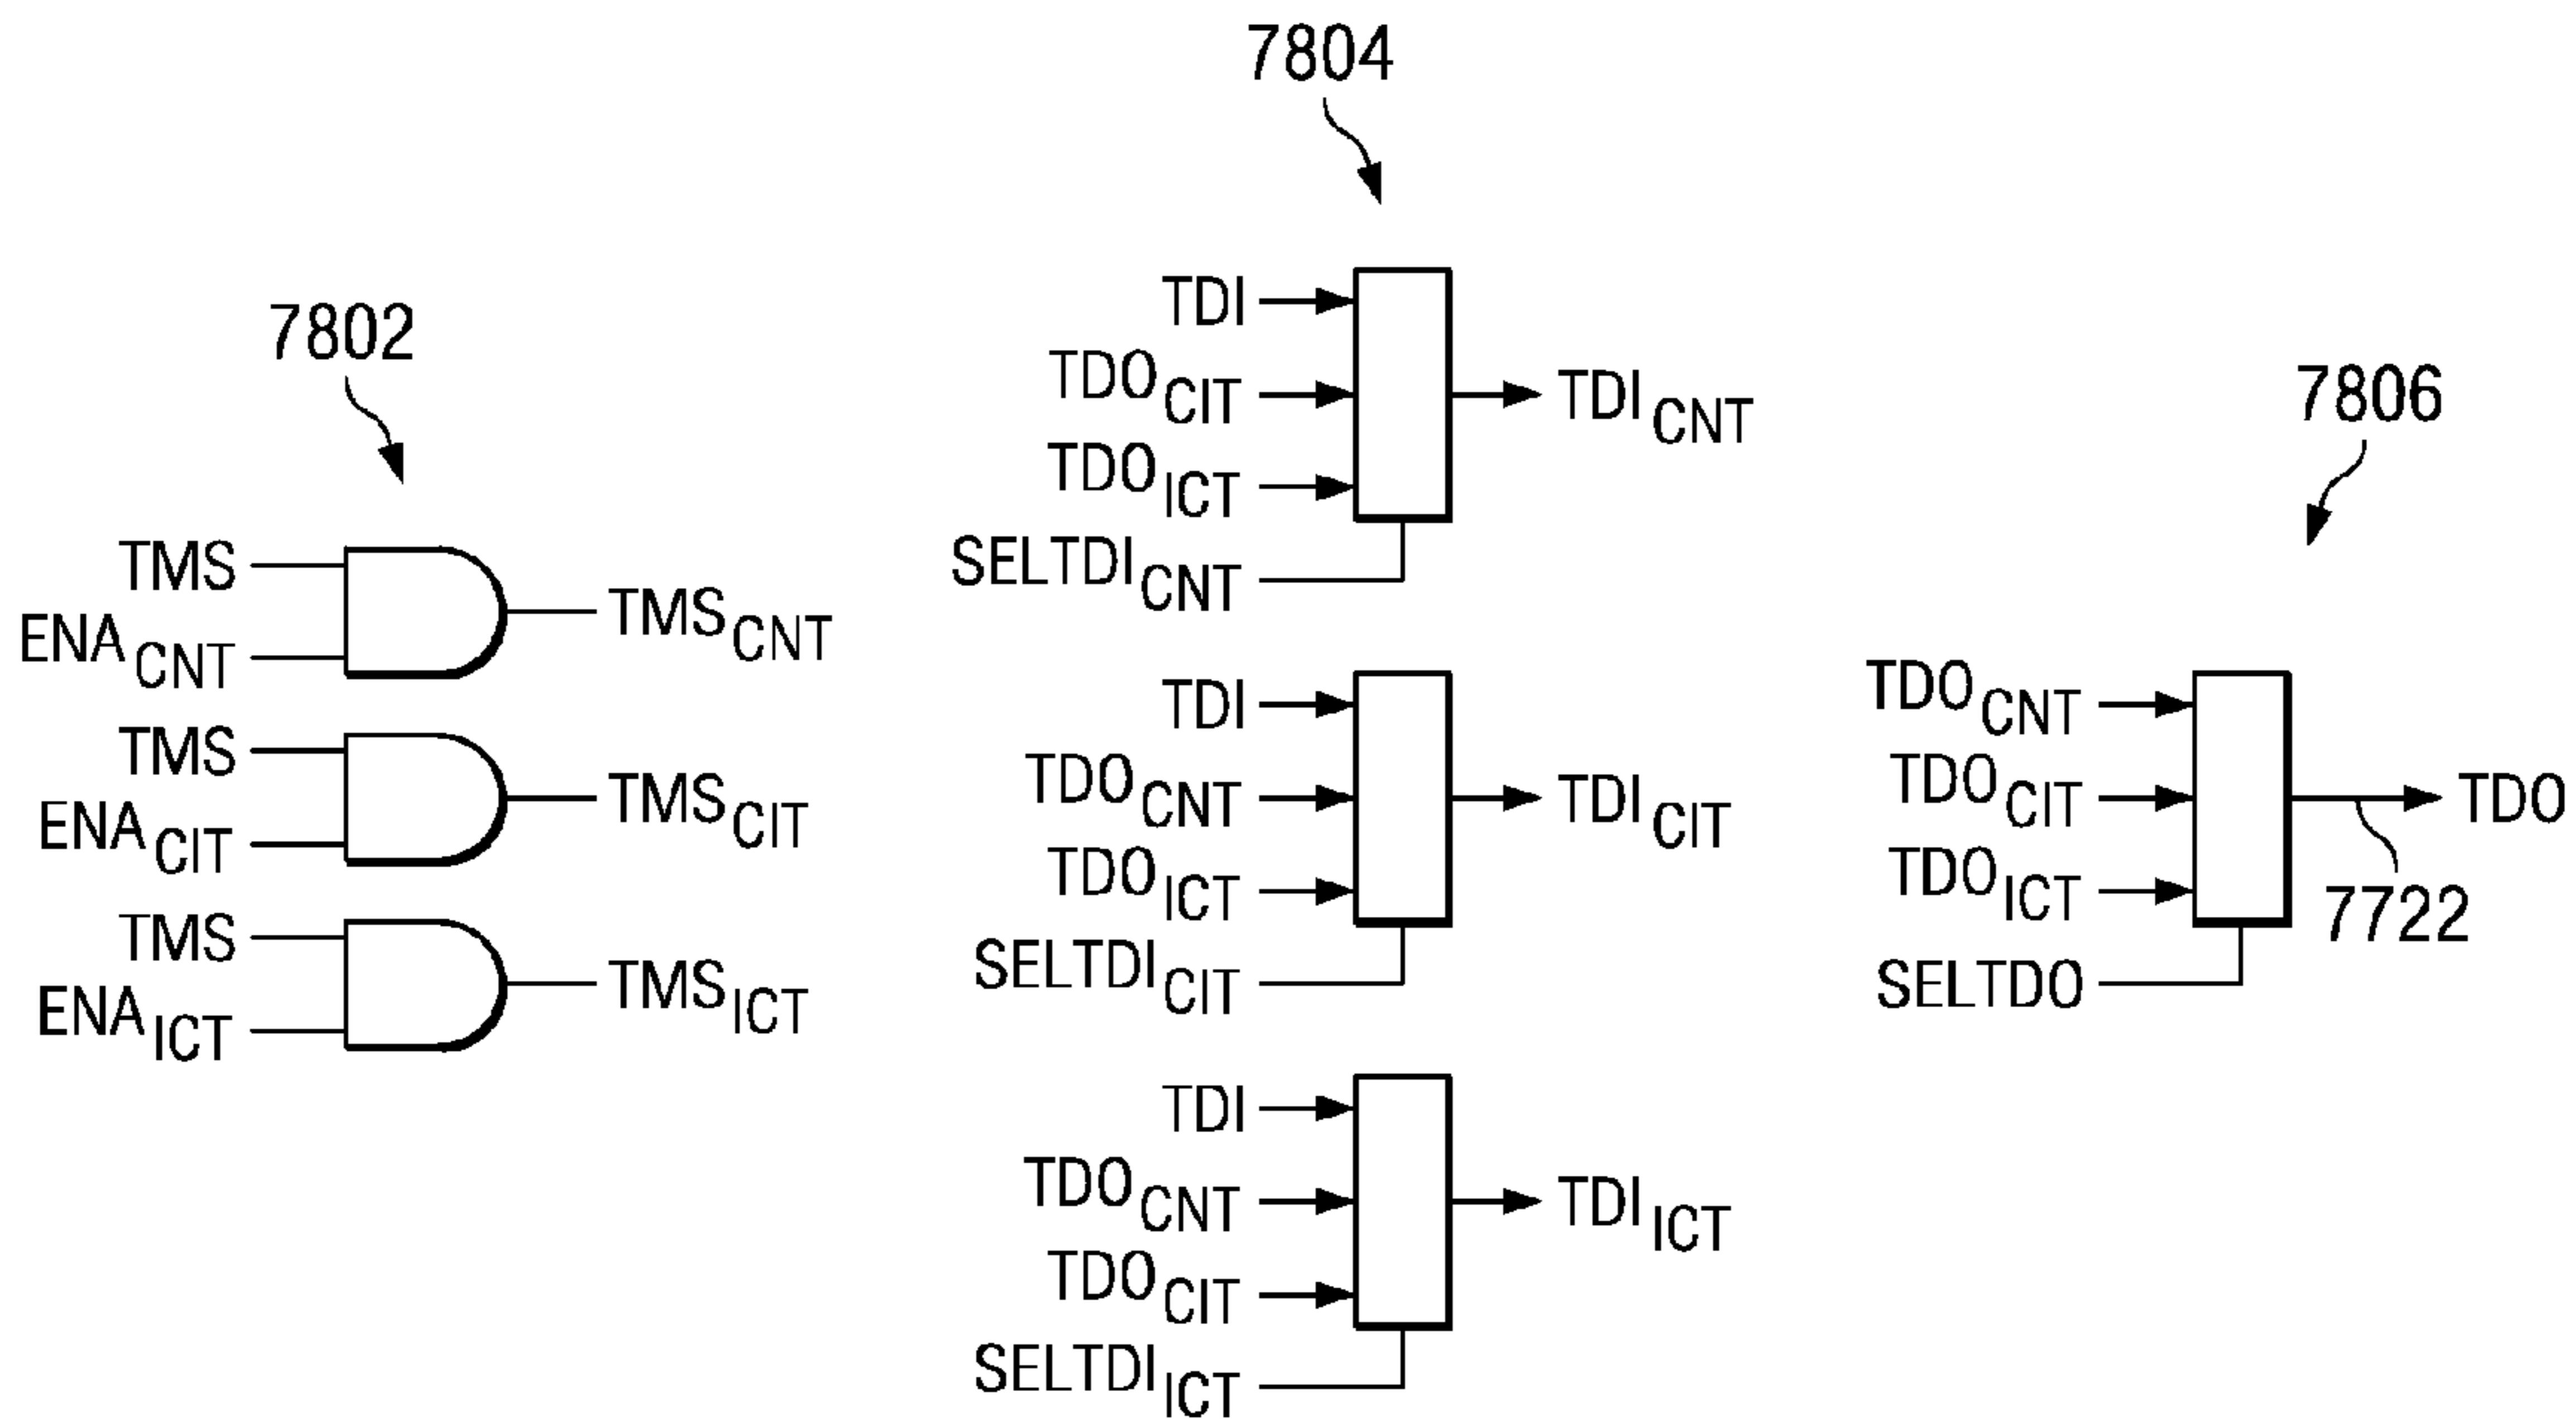 7802
TMS
ENA CNT
TMS CNT
TMS
ENA CIT
TMS CIT
TMS
ENA ICT
TMS ICT
7804
TDI
TDO CIT
TDO ICT
SELTDI CNT
TDI CNT
TDI
TDO CNT
TDO ICT
SELTDI CIT
TDI CIT
TDI
TDO CNT
TDO CIT
SELTDI ICT
TDI ICT
7806
TDO CNT
TDO CIT
TDO ICT
SELTDO
TDO
7722